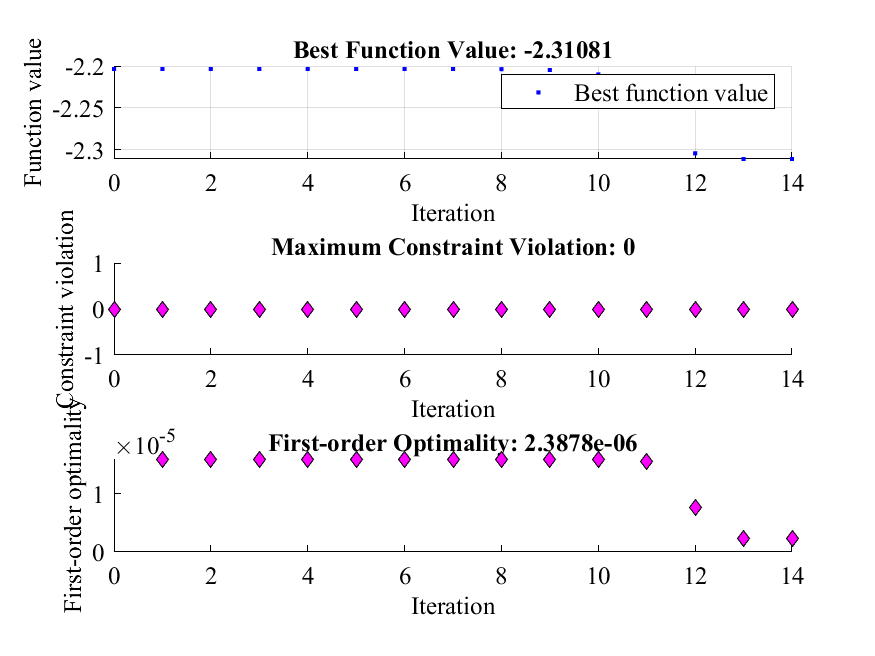 Best Function Value: -2.31081
Function value
-2.2
-2.25
-2.3
Best function value
0 2 4 6 8 10 12 14
Iteration
Maximum Constraint Violation: 0
Constraint violation
1
0
-1
0 2 4 6 8 10 12 14
Iteration
First-order Optimality: 2.3878e-06
×10^-5
First-order optimality
1
0
0 2 4 6 8 10 12 14
Iteration